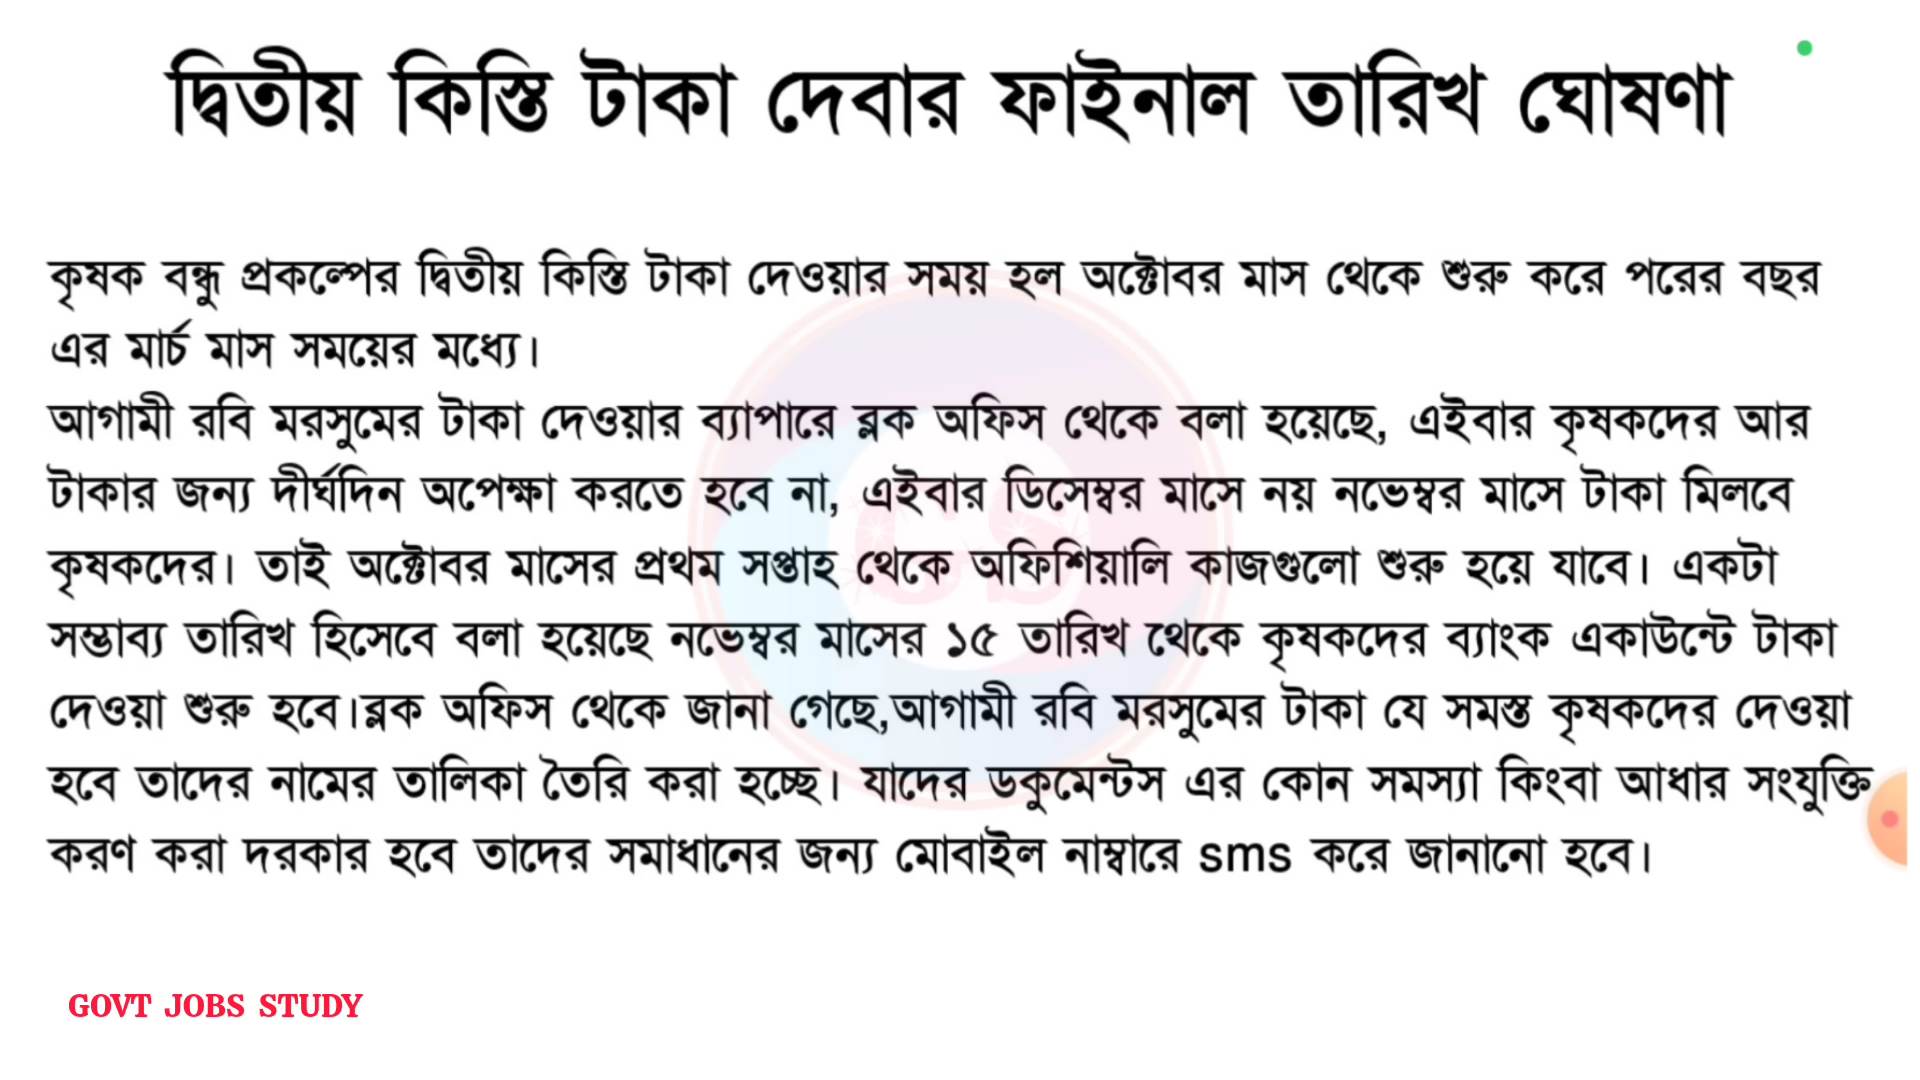 দ্বিতীয় কিস্তি টাকা দেবার ফাইনাল তারিখ ঘোষণা
কৃষক বন্ধু প্রকল্পের দ্বিতীয় কিস্তি টাকা দেওয়ার সময় হল অক্টোবর মাস থেকে শুরু করে পরের বছর
এর মার্চ মাস সময়ের মধ্যে।
আগামী রবি মরসুমের টাকা দেওয়ার ব্যাপারে ব্লক অফিস থেকে বলা হয়েছে, এইবার কৃষকদের আর
টাকার জন্য দীর্ঘদিন অপেক্ষা করতে হবে না, এইবার ডিসেম্বর মাসে নয় নভেম্বর মাসে টাকা মিলবে
কৃষকদের। তাই অক্টোবর মাসের প্রথম সপ্তাহ থেকে অফিশিয়ালি কাজগুলো শুরু হয়ে যাবে। একটা
সম্ভাব্য তারিখ হিসেবে বলা হয়েছে নভেম্বর মাসের ১৫ তারিখ থেকে কৃষকদের ব্যাংক একাউন্টে টাকা
দেওয়া শুরু হবে।ব্লক অফিস থেকে জানা গেছে,আগামী রবি মরসুমের টাকা যে সমস্ত কৃষকদের দেওয়া
হবে তাদের নামের তালিকা তৈরি করা হচ্ছে। যাদের ডকুমেন্টস এর কোন সমস্যা কিংবা আধার সংযুক্তি
করণ করা দরকার হবে তাদের সমাধানের জন্য মোবাইল নাম্বারে sms করে জানানো হবে।
GOVT JOBS STUDY